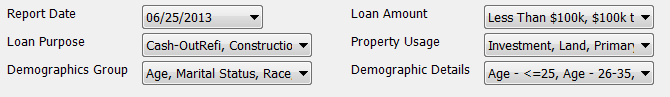 Report Date 06/25/2013 Loan Amount Less Than $100k, $100k t
Loan Purpose Cash-OutRefi, Constructio Property Usage Investment, Land, Primary
Demographics Group Age, Marital Status, Race, Demographic Details Age - <=25, Age - 26-35,